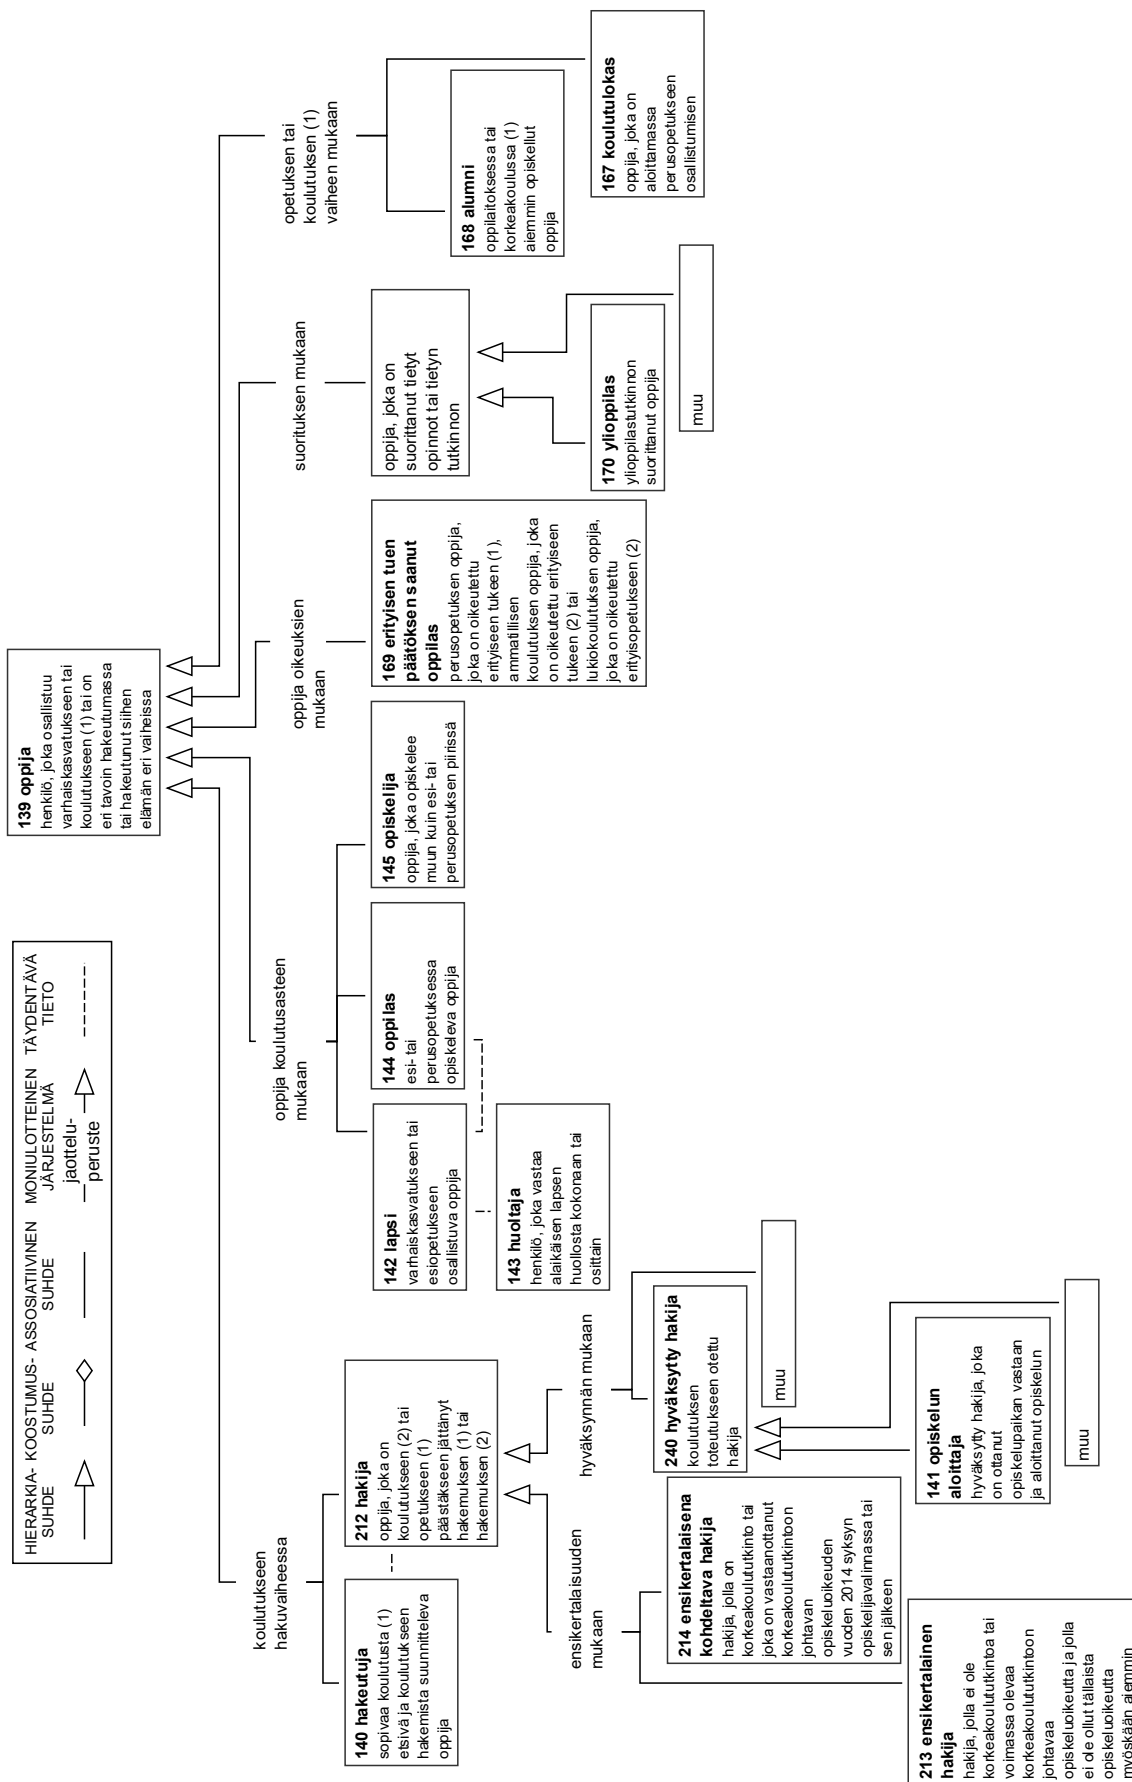 HIERARKIA- KOOSTUMUS- ASSOSIATIIVINEN MONIULOTTEINEN TÄYDENTÄVÄ
SUHDE SUHDE SUHDE JÄRJESTELMÄ TIETO
jaottelu-
peruste
139 oppija
henkilö, joka osallistuu
varhaiskasvatukseen tai
koulutukseen (1) tai on
eri tavoin hakeutumassa
tai hakeutunut siihen
elämän eri vaiheissa
koulutukseen
hakuvaiheessa
oppija koulutusasteen
mukaan
oppija oikeuksien
mukaan
suorituksen mukaan
opetuksen tai
koulutuksen (1)
vaiheen mukaan
140 hakeutuja
sopivaa koulutusta (1)
etsivä ja koulutukseen
hakemista suunnitteleva
oppija
212 hakija
oppija, joka on
koulutukseen (2) tai
opetukseen (1)
päästäkseen jättänyt
hakemuksen (1) tai
hakemuksen (2)
142 lapsi
varhaiskasvatukseen tai
esiopetukseen
osallistuva oppija
144 oppilas
esi- tai
perusopetuksessa
opiskeleva oppija
145 opiskelija
oppija, joka opiskelee
muun kuin esi- tai
perusopetuksen piirissä
169 erityisen tuen
päätöksen saanut
oppilas
perusopetuksen oppija,
joka on oikeutettu
erityiseen tukeen (1),
ammatillisen
koulutuksen oppija, joka
on oikeutettu erityiseen
tukeen (2) tai
lukiokoulutuksen oppija,
joka on oikeutettu
erityisopetukseen (2)
oppija, joka on
suorittanut tietyt
opinnot tai tietyn
tutkinnon
168 alumni
oppilaitoksessa tai
korkeakoulussa (1)
aiemmin opiskellut
oppija
167 koulutulokas
oppija, joka on
aloittamassa
perusopetukseen
osallistumisen
143 huoltaja
henkilö, joka vastaa
alaikäisen lapsen
huollosta kokonaan tai
osittain
170 ylioppilas
ylioppilastutkinnon
suorittanut oppija
muu
ensikertalaisuuden
mukaan
hyväksynnän mukaan
214 ensikertalaisena
kohdeltava hakija
hakija, jolla on
korkeakoulututkinto tai
joka on vastaanottanut
korkeakoulututkintoon
johtavan
opiskeluoikeuden
vuoden 2014 syksyn
opiskelijavalinnassa tai
sen jälkeen
240 hyväksytty hakija
koulutuksen
toteutukseen otettu
hakija
muu
213 ensikertalainen
hakija
hakija, jolla ei ole
korkeakoulututkintoa tai
voimassa olevaa
korkeakoulututkintoon
johtavaa
opiskeluoikeutta ja jolla
ei ole ollut tällaista
opiskeluoikeutta
myöskään aiemmin
141 opiskelun
aloittaja
hyväksytty hakija, joka
on ottanut
opiskelupaikan vastaan
ja aloittanut opiskelun
muu